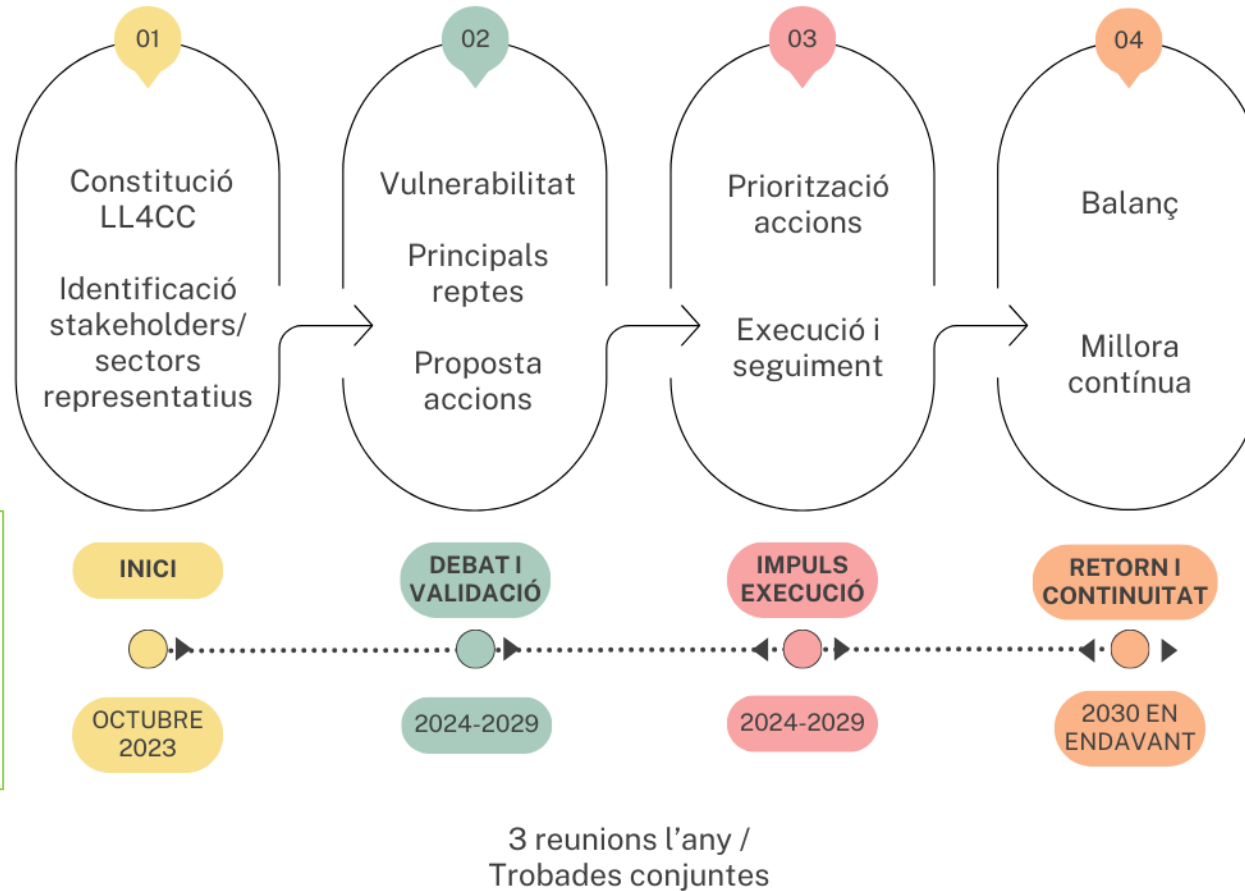 01
Constitució
LL4CC
Identificació
stakeholders/
sectors
representatius
02
Vulnerabilitat
Principals
reptes
Proposta
accions
03
Priorització
accions
Execució i
seguiment
04
Balanç
Millora
contínua
INICI
DEBAT I
VALIDACIÓ
IMPULS
EXECUCIÓ
RETORN I
CONTINUITAT
OCTUBRE
2023
2024-2029
2024-2029
2030 EN
ENDAVANT
3 reunions l'any /
Trobades conjuntes